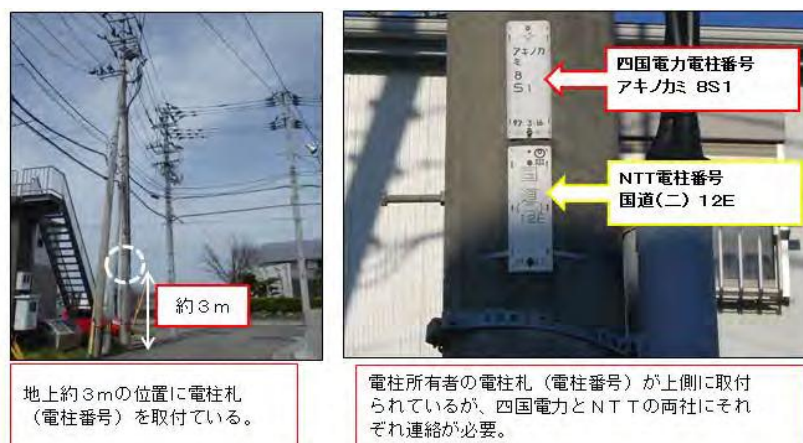 約3m
地上約3mの位置に電柱札
(電柱番号)を取付ている。
アキノカ
ミ
8
S1
12E
四国電力電柱番号
アキノカミ 8S1
NTT電柱番号
国道(二) 12E
電柱所有者の電柱札(電柱番号)が上側に取付
られているが、四国電力とNTTの両社にそれ
ぞれ連絡が必要。